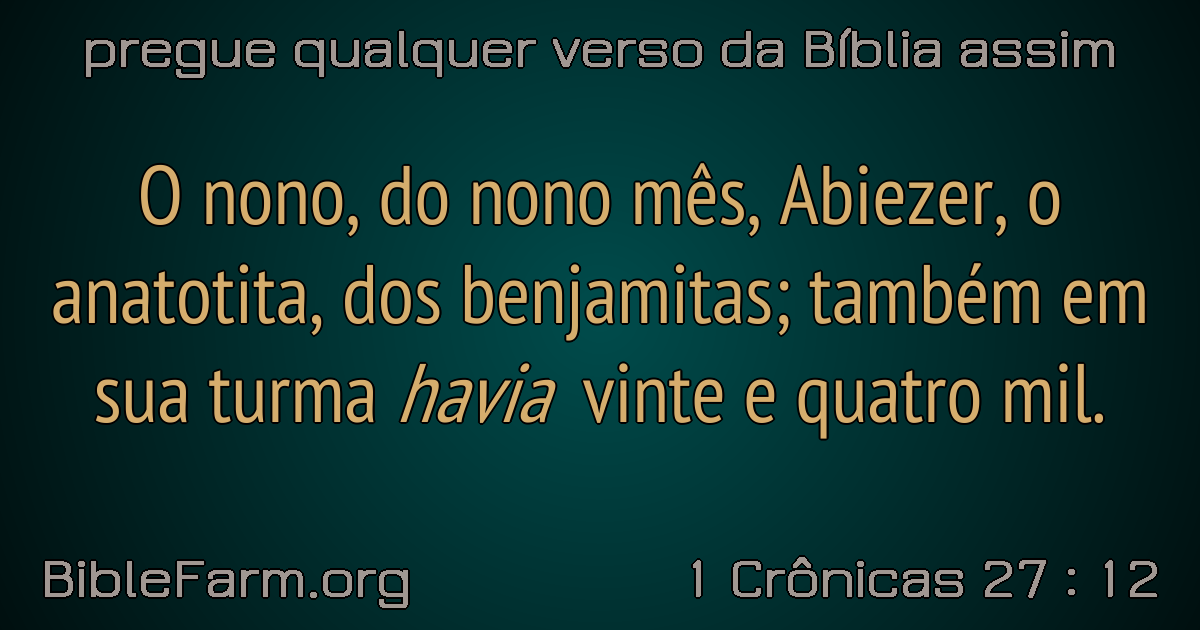 pregue qualquer verso da Bíblia assim
O nono, do nono mês, Abiezer, o
anatotita, dos benjamitas; também em
sua turma havia vinte e quatro mil.
BibleFarm.org
1 Crônicas 27 : 12